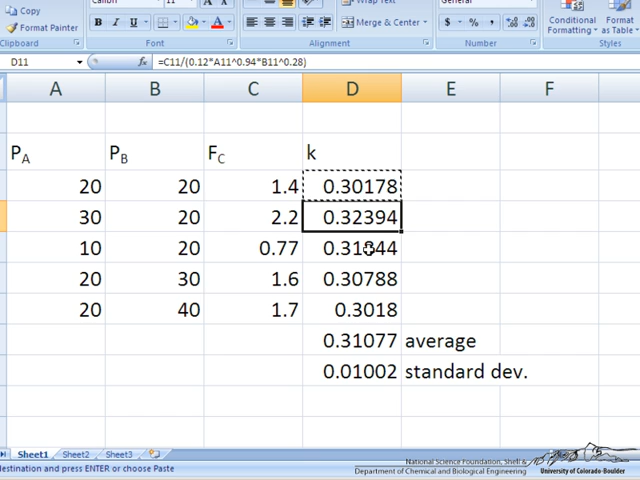 Copy
Format Painter
Clipboard
Calibri
11
B I U
Font
Wrap Text
Merge & Center
Alignment
General
$ % ,
Number
Conditional Format
Formatting as Table
Styles
D11 fx =C11/(0.12*A11^0.94*B11^0.28)
A B C D E F
PA PB FC k
20 20 1.4 0.30178
30 20 2.2 0.32394
10 20 0.77 44
20 30 1.6 0.30788
20 40 1.7 0.3018
0.31077 average
0.01002 standard dev.
Sheet1 Sheet2 Sheet3
National Science Foundation, Shell &
Department of Chemical and Biological Engineering
University of Colorado-Boulder
destination and press ENTER or choose Paste